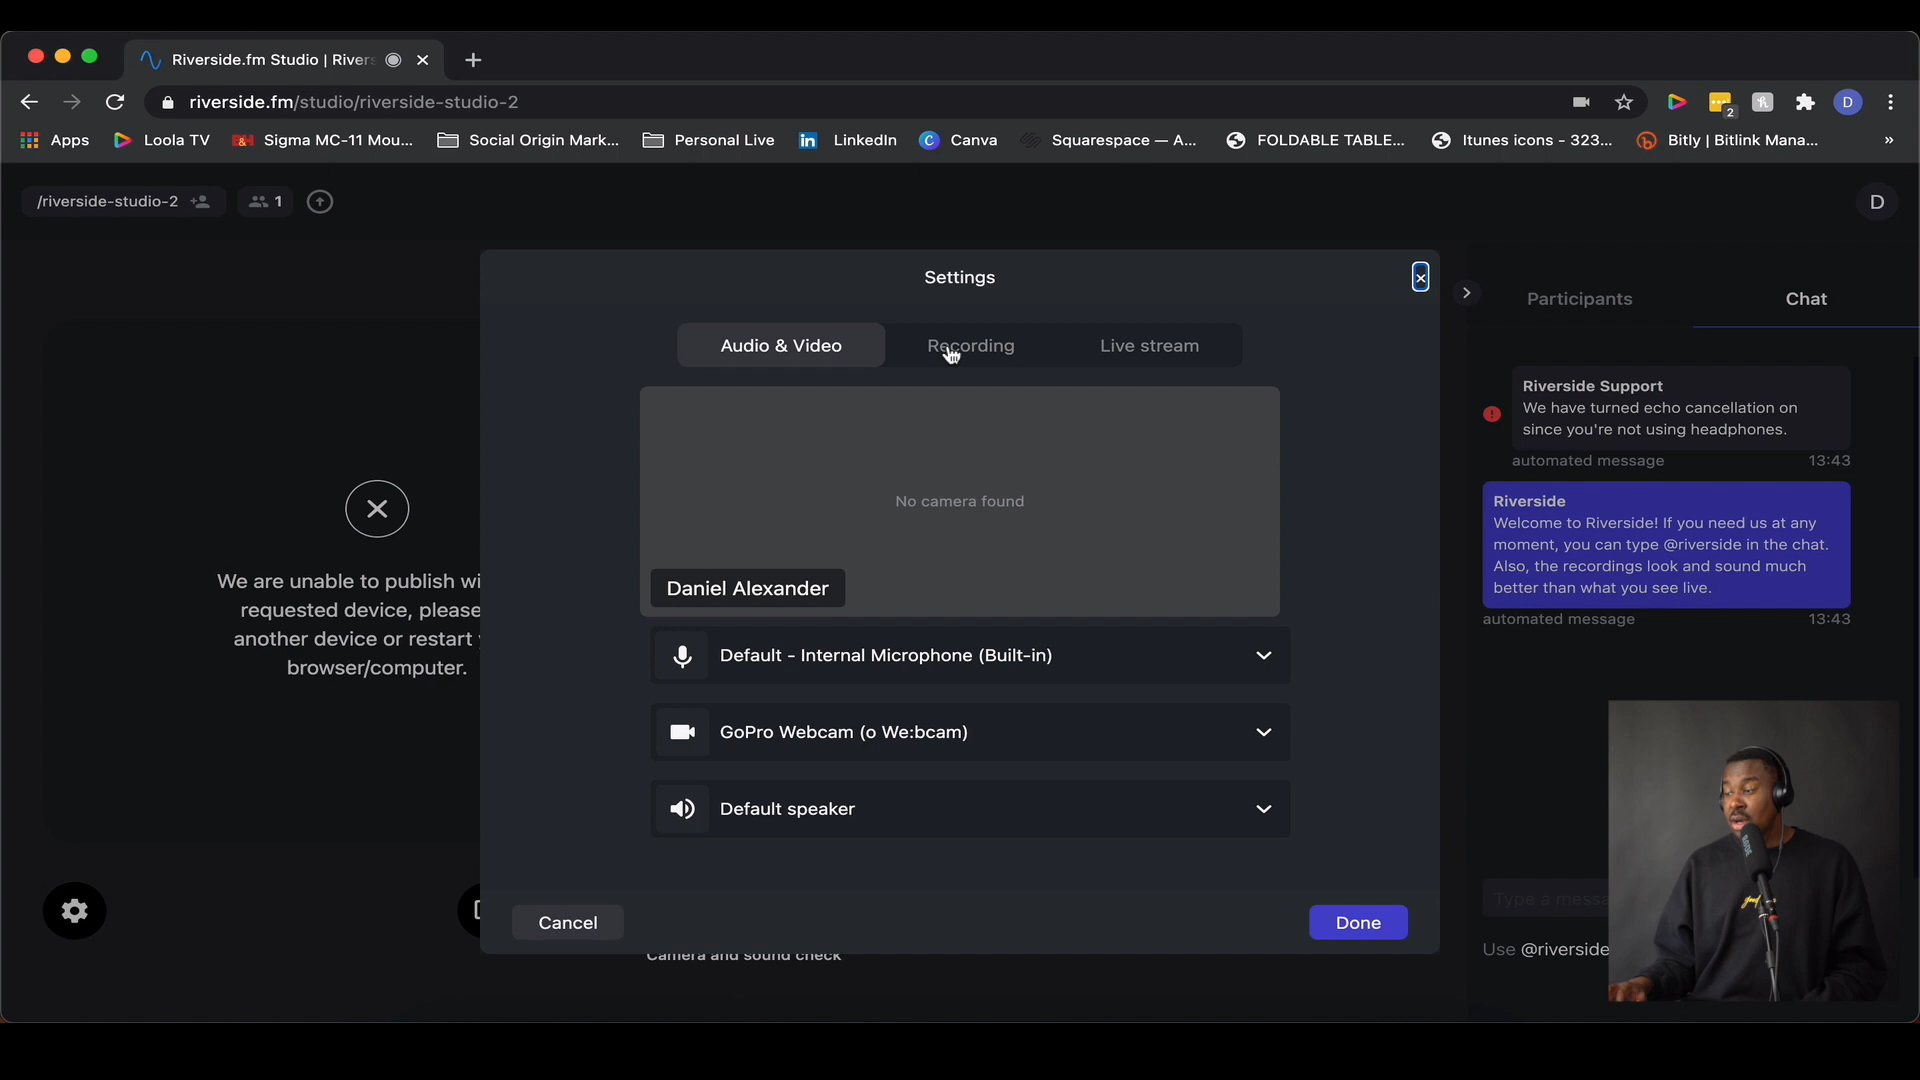 Riverside.fm Studio | Rivers
riverside.fm/studio/riverside-studio-2
2
D
Apps
Loola TV
Sigma MC-11 Mou...
Social Origin Mark...
Personal Live
LinkedIn
Canva
Squarespace — A...
FOLDABLE TABLE...
Itunes icons - 323...
Bitly | Bitlink Mana...
»
/riverside-studio-2
1
D
Settings
Audio & Video
Recording
Live stream
No camera found
Daniel Alexander
Default - Internal Microphone (Built-in)
GoPro Webcam (o We:bcam)
Default speaker
Cancel
Done
We are unable to publish wi
requested device, please
another device or restart
browser/computer.
Camera and sound check
Participants
Chat
Riverside Support
We have turned echo cancellation on
since you're not using headphones.
automated message
13:43
Riverside
Welcome to Riverside! If you need us at any
moment, you can type @riverside in the chat.
Also, the recordings look and sound much
better than what you see live.
automated message
13:43
Type a messa
Use @riverside
RODE